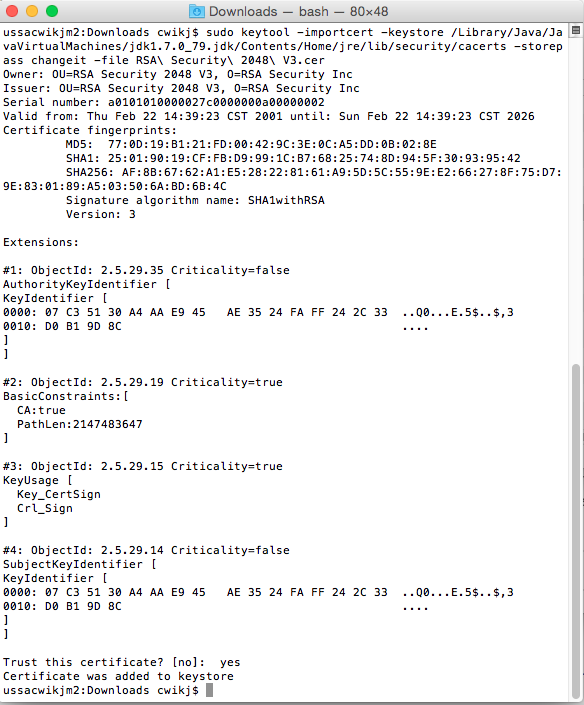 Downloads — bash — 80×48
ussacwikjm2:Downloads cwikj$ sudo keytool -importcert -keystore /Library/Java/Ja
vaVirtualMachines/jdk1.7.0_79.jdk/Contents/Home/jre/lib/security/cacerts -storep
ass changeit -file RSA\ Security\ 2048\ V3.cer
Owner: OU=RSA Security 2048 V3, O=RSA Security Inc
Issuer: OU=RSA Security 2048 V3, O=RSA Security Inc
Serial number: a0101010000027c0000000a00000002
Valid from: Thu Feb 22 14:39:23 CST 2001 until: Sun Feb 22 14:39:23 CST 2026
Certificate fingerprints:
MD5:  77:0D:19:B1:21:FD:00:42:9C:3E:0C:A5:DD:0B:02:8E
SHA1: 25:01:90:19:CF:FB:D9:99:1C:B7:68:25:74:8D:94:5F:30:93:95:42
SHA256: AF:8B:67:62:A1:E5:28:22:81:61:A9:5D:5C:55:9E:E2:66:27:8F:75:D7:
9E:83:01:89:A5:03:50:6A:BD:6B:4C
Signature algorithm name: SHA1withRSA
Version: 3
Extensions:
#1: ObjectId: 2.5.29.35 Criticality=false
AuthorityKeyIdentifier [
KeyIdentifier [
0000: 07 C3 51 30 A4 AA E9 45   AE 35 24 FA FF 24 2C 33  ..Q0...E.5$..$,3
0010: D0 B1 9D 8C                                        ....
]
]
#2: ObjectId: 2.5.29.19 Criticality=true
BasicConstraints:[
CA:true
PathLen:2147483647
]
#3: ObjectId: 2.5.29.15 Criticality=true
KeyUsage [
Key_CertSign
Crl_Sign
]
#4: ObjectId: 2.5.29.14 Criticality=false
SubjectKeyIdentifier [
KeyIdentifier [
0000: 07 C3 51 30 A4 AA E9 45   AE 35 24 FA FF 24 2C 33  ..Q0...E.5$..$,3
0010: D0 B1 9D 8C                                        ....
]
]
Trust this certificate? [no]:  yes
Certificate was added to keystore
ussacwikjm2:Downloads cwikj$